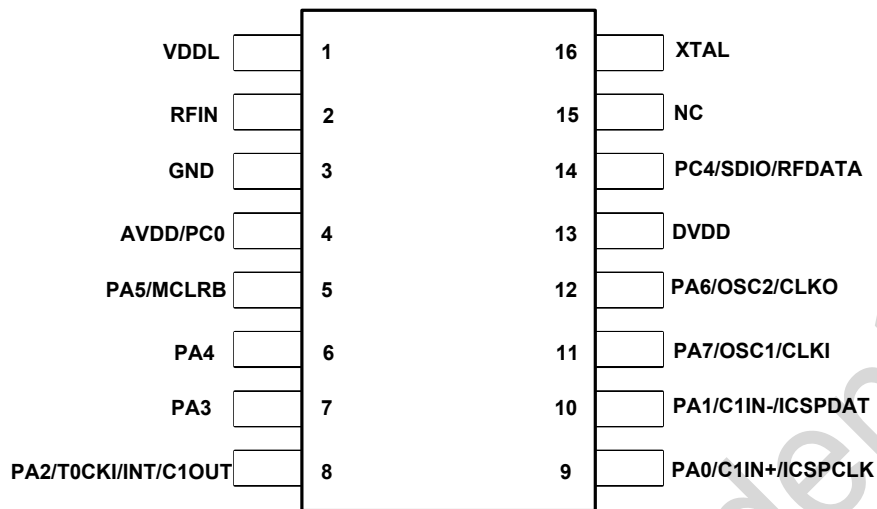 VDDL 1 16 XTAL
RFIN 2 15 NC
GND 3 14 PC4/SDIO/RFDATA
AVDD/PC0 4 13 DVDD
PA5/MCLRB 5 12 PA6/OSC2/CLKO
PA4 6 11 PA7/OSC1/CLKI
PA3 7 10 PA1/C1IN-/ICSPDAT
PA2/T0CKI/INT/C1OUT 8 9 PA0/C1IN+/ICSPCLK